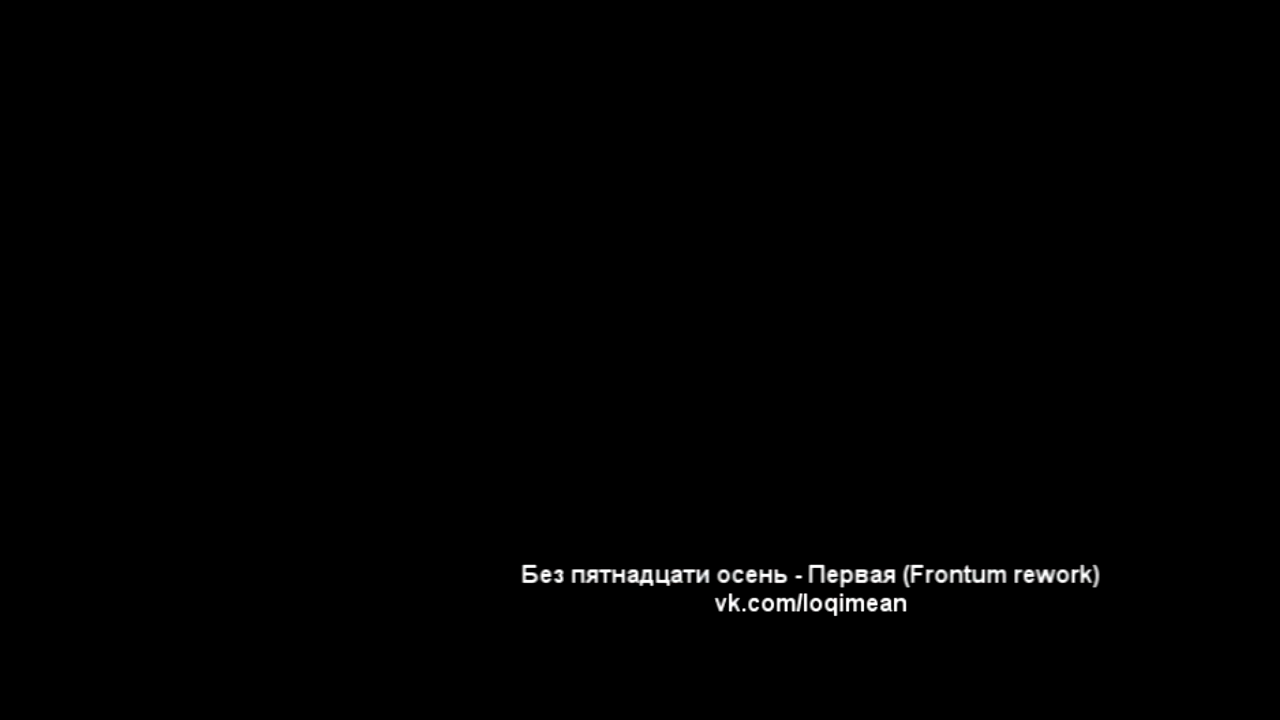 Без пятнадцати осень - Первая (Frontum rework)
vk.com/loqimean